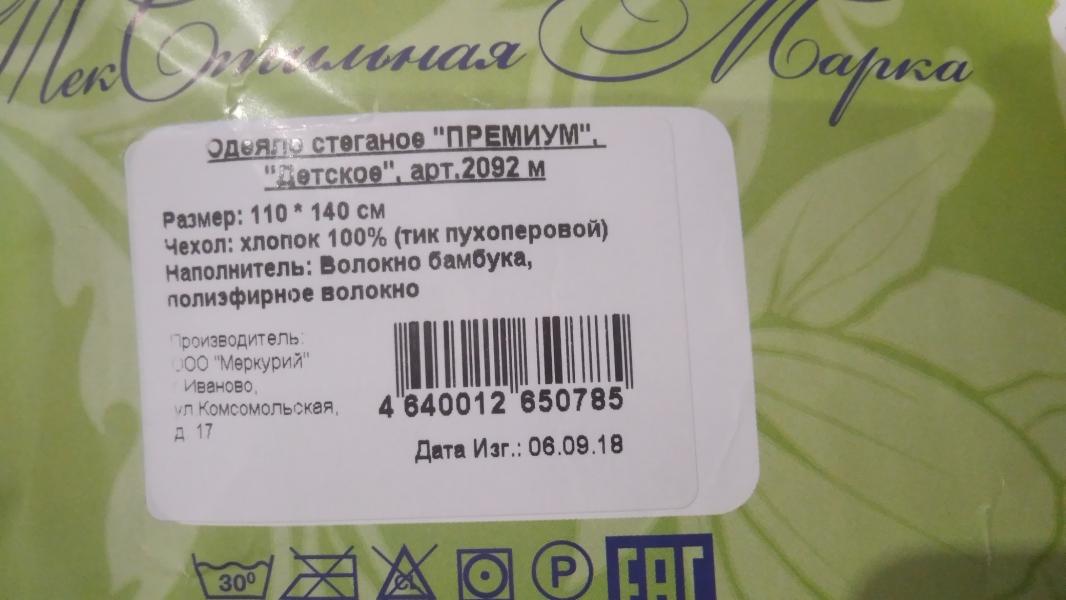 ТекСтильная Марка
Одеяло стеганое "ПРЕМИУМ",
"Детское", арт.2092 м
Размер: 110 * 140 см
Чехол: хлопок 100% (тик пухоперовой)
Наполнитель: Волокно бамбука,
полиэфирное волокно
Производитель:
ООО "Меркурий"
г Иваново,
ул Комсомольская,
д 17
4 640012 650785
Дата Изг.: 06.09.18
30° Cl P EAC